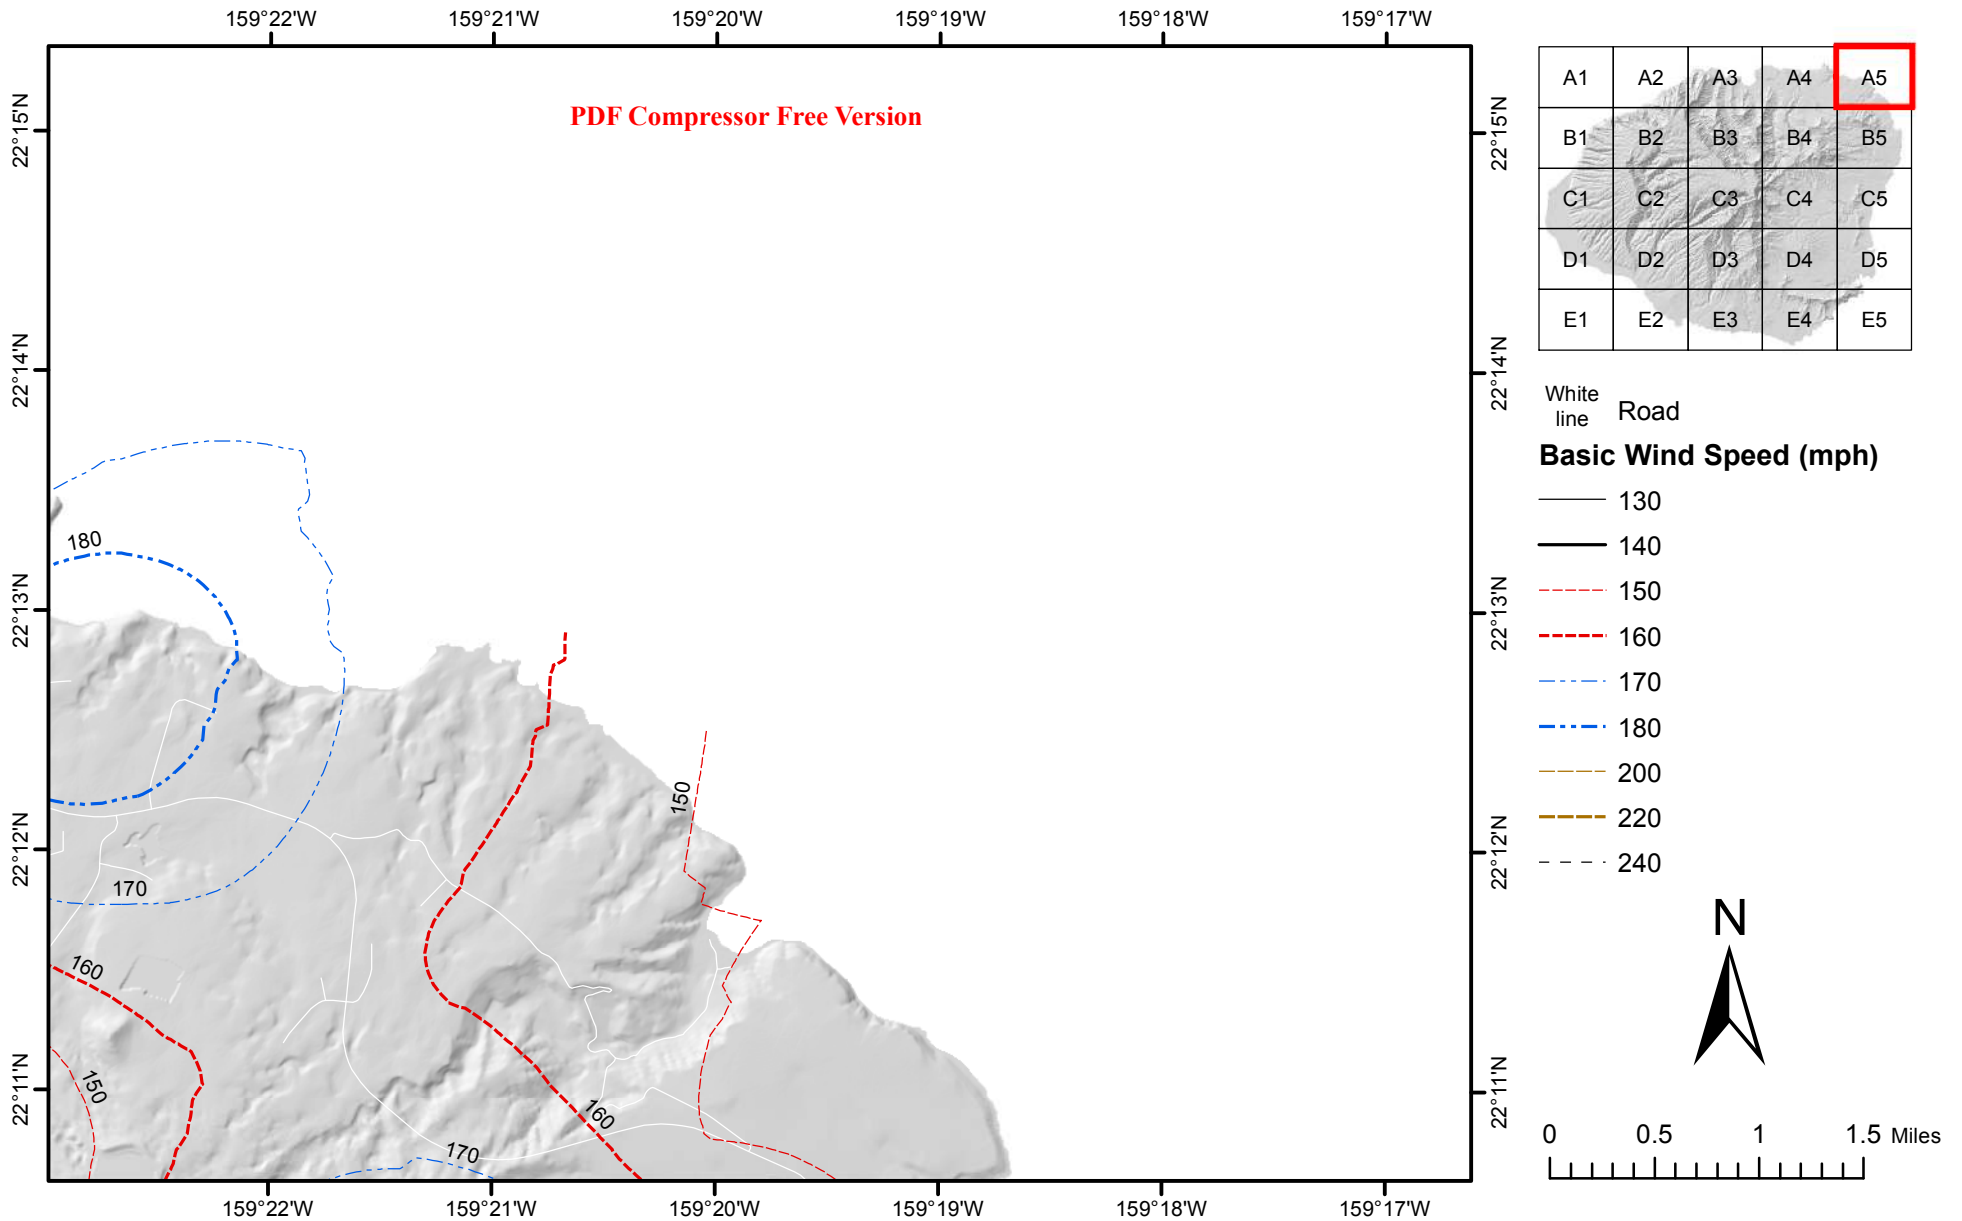 159°22'W 159°21'W 159°20'W 159°19'W 159°18'W 159°17'W
PDF Compressor Free Version
22°15'N
22°14'N
22°13'N
22°12'N
22°11'N
180
170
160
150
150
160
170
22°15'N
22°14'N
22°13'N
22°12'N
22°11'N
159°22'W 159°21'W 159°20'W 159°19'W 159°18'W 159°17'W
A1 A2 A3 A4 A5
B1 B2 B3 B4 B5
C1 C2 C3 C4 C5
D1 D2 D3 D4 D5
E1 E2 E3 E4 E5
White
line Road
Basic Wind Speed (mph)
130
140
150
160
170
180
200
220
240
N
0 0.5 1 1.5 Miles